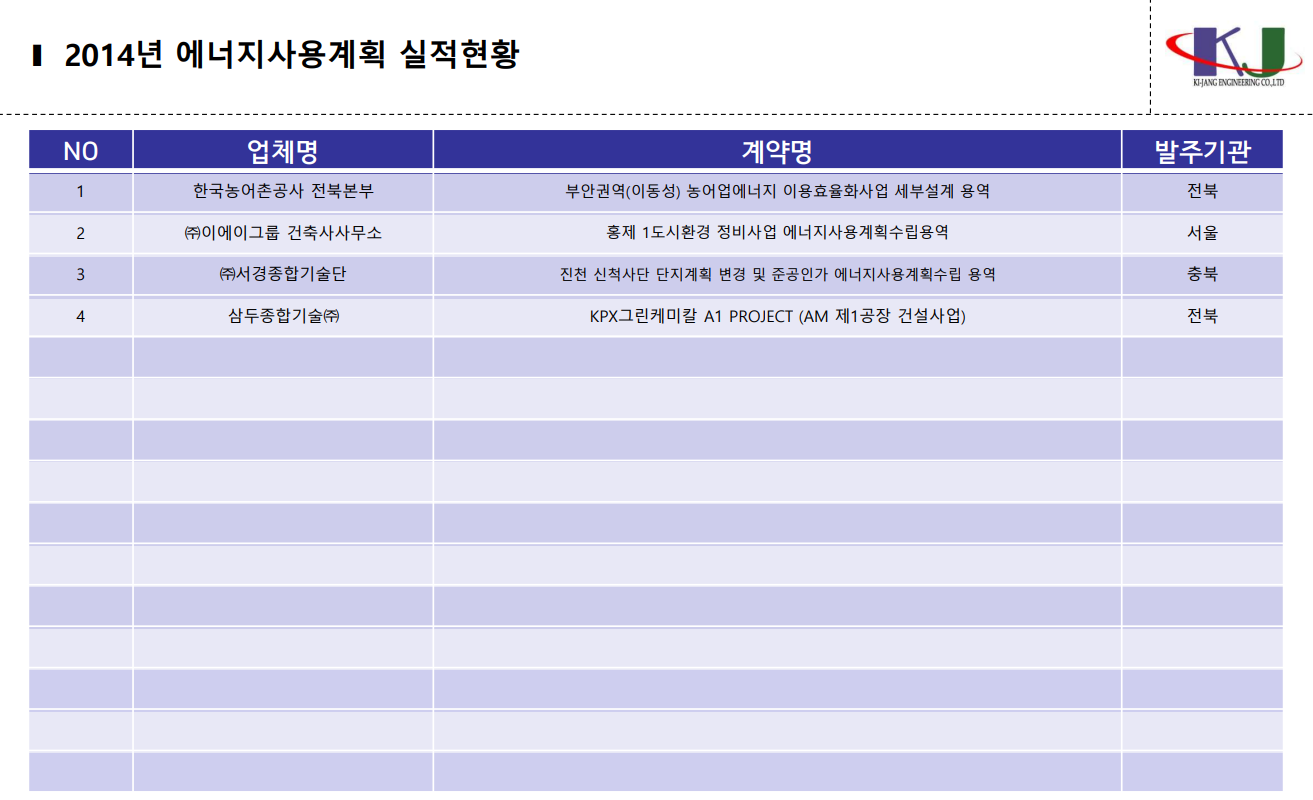 2014년 에너지사용계획 실적현황
KI-JANG ENGINEERING CO.,LTD
NO 업체명 계약명 발주기관
1 한국농어촌공사 전북본부 부안권역(이동성) 농어업에너지 이용효율화사업 세부설계 용역 전북
2 ㈜이에이그룹 건축사사무소 홍제 1도시환경 정비사업 에너지사용계획수립용역 서울
3 ㈜서경종합기술단 진천 신척사단 단지계획 변경 및 준공인가 에너지사용계획수립 용역 충북
4 삼두종합기술㈜ KPX그린케미칼 A1 PROJECT (AM 제1공장 건설사업) 전북